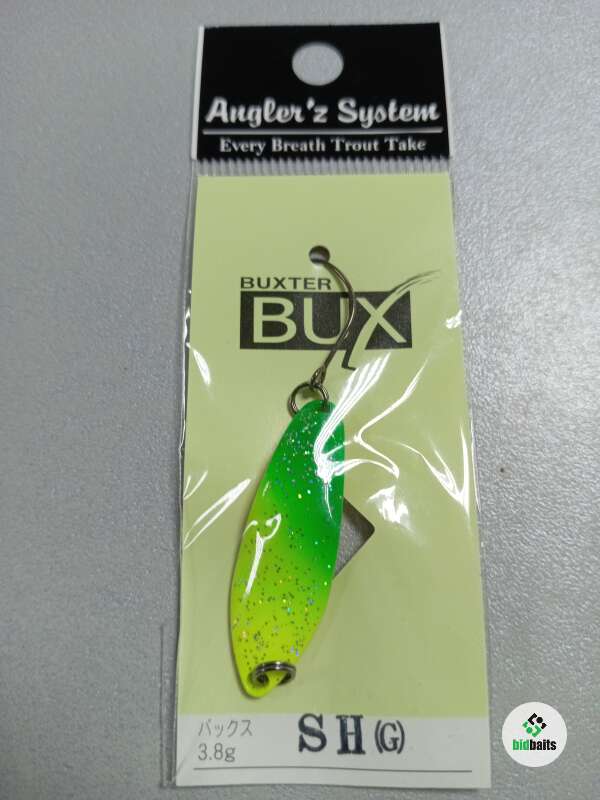 Angler'z System
Every Breath Trout Take
BUXTER
BUX
バックス
3.8g
SH(G)
bidbaits